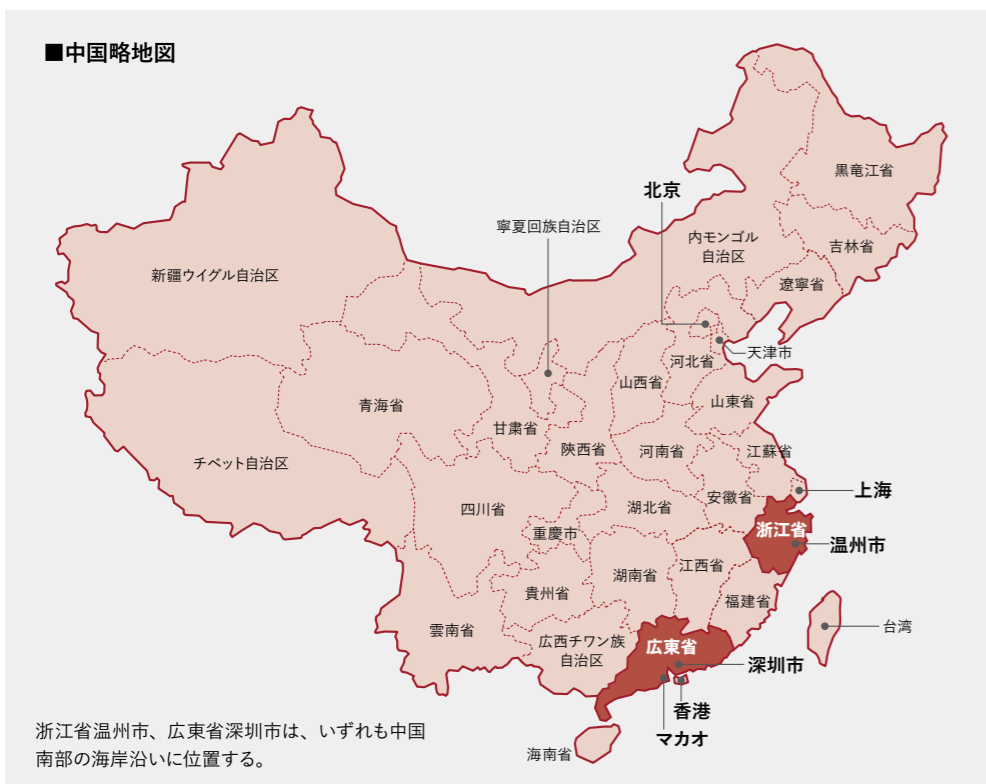 ■中国略地図
黒竜江省
北京
寧夏回族自治区
内モンゴル
自治区
吉林省
新疆ウイグル自治区
遼寧省
天津市
河北省
山西省
青海省
山東省
甘粛省
陝西省
河南省
江蘇省
チベット自治区
上海
安徽省
四川省
湖北省
浙江省
重慶市
温州市
江西省
湖南省
貴州省
福建省
雲南省
台湾
広西チワン族
自治区
広東省
深圳市
香港
マカオ
海南省
浙江省温州市、広東省深圳市は、いずれも中国
南部の海岸沿いに位置する。